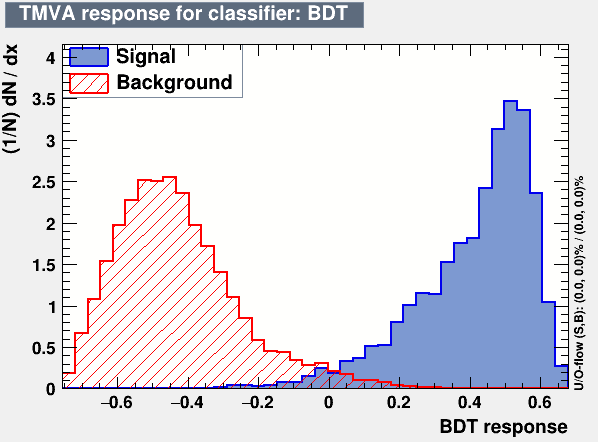 TMVA response for classifier: BDT
(1/N) dN / dx
Signal
Background
4
3.5
3
2.5
2
1.5
1
0.5
0
−0.6 −0.4 −0.2 0 0.2 0.4 0.6
BDT response
U/O-flow (S,B): (0.0, 0.0)% / (0.0, 0.0)%